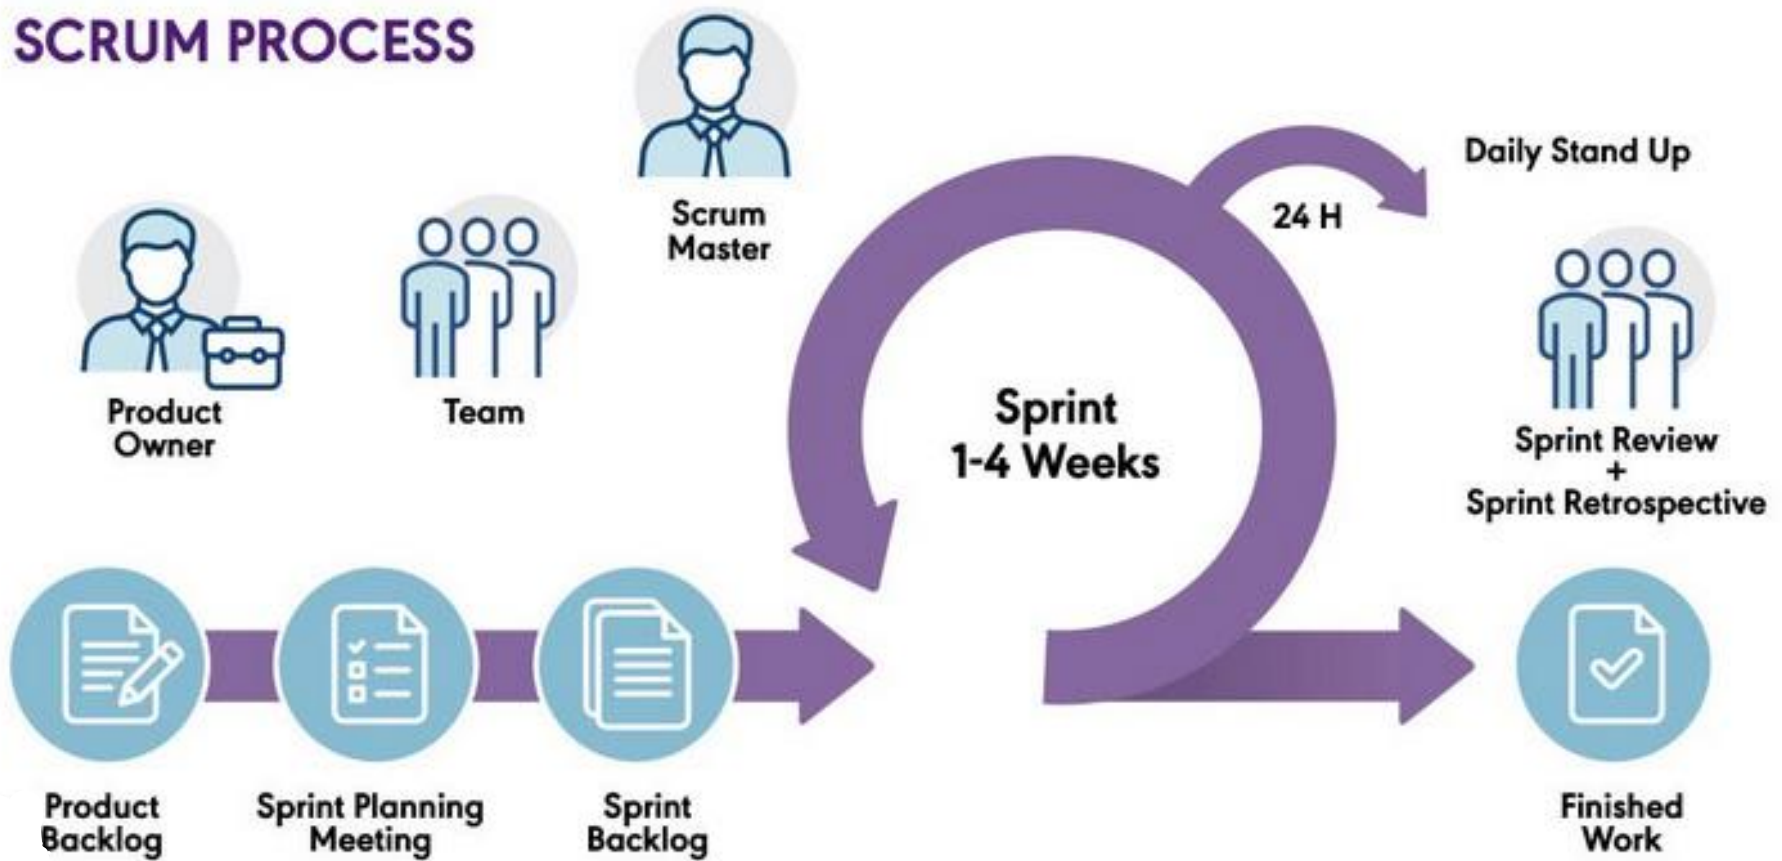 SCRUM PROCESS
Scrum
Master
Daily Stand Up
24 H
Product
Owner
Team
Sprint
1-4 Weeks
Sprint Review
+
Sprint Retrospective
Product
Backlog
Sprint Planning
Meeting
Sprint
Backlog
Finished
Work